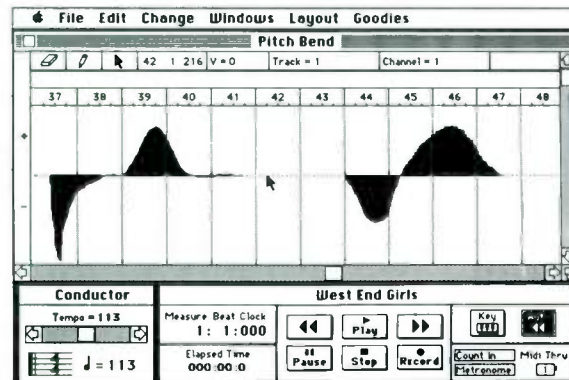 File Edit Change Windows Layout Goodies
Pitch Bend
42 1 216 V = 0 Track = 1 Channel = 1
37 38 39 40 41 42 43 44 45 46 47 48
+
-
Conductor
Tempo = 113
= 113
West End Girls
Measure Beat Clock
1: 1:000
Elapsed Time
000:00:0
Play
Pause Stop Record
Key
Count In
Metronome
Midi Thru
1